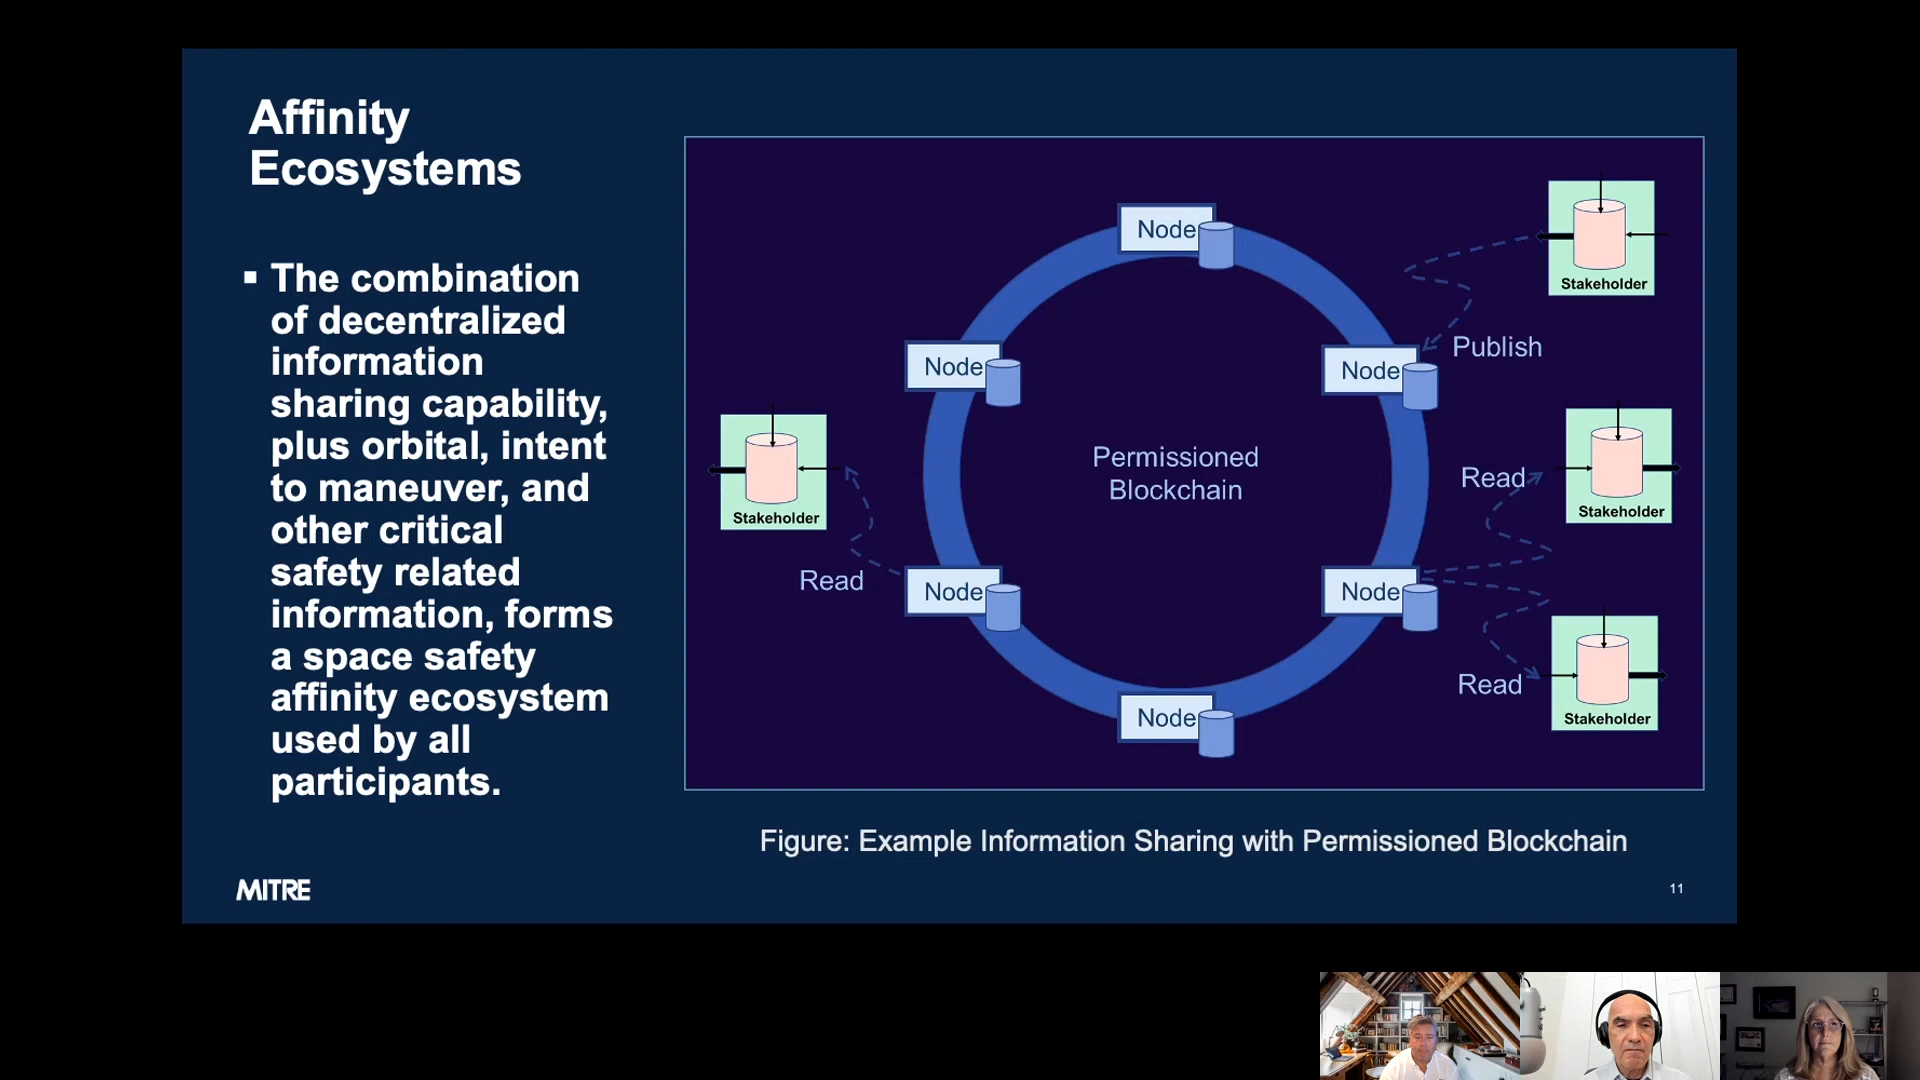 Affinity
Ecosystems
▪ The combination
of decentralized
information
sharing capability,
plus orbital, intent
to maneuver, and
other critical
safety related
information, forms
a space safety
affinity ecosystem
used by all
participants.
Node
Stakeholder
Publish
Node
Node
Permissioned
Blockchain
Stakeholder
Read
Stakeholder
Read
Node
Node
Read
Stakeholder
Node
Figure: Example Information Sharing with Permissioned Blockchain
MITRE
11